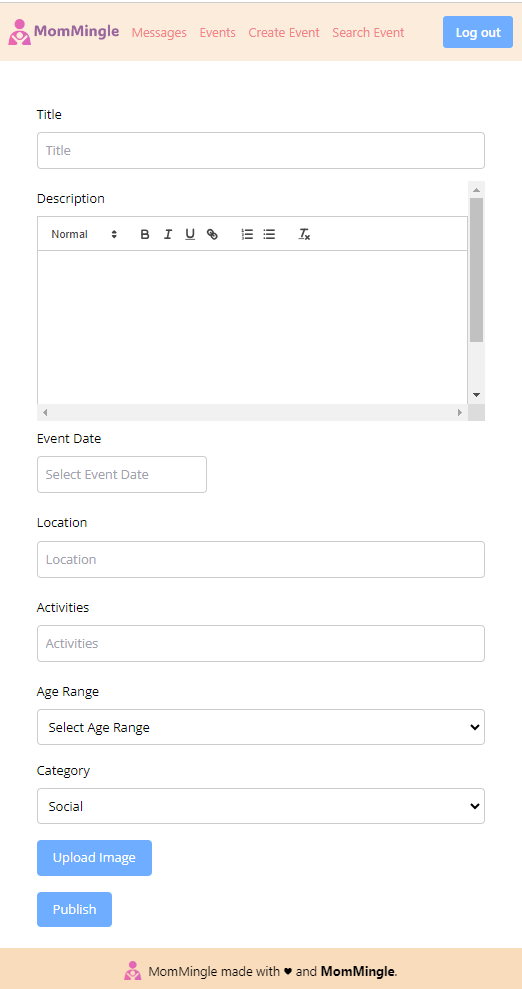 MomMingle Messages Events Create Event Search Event Log out
Title
Title
Description
Normal B I U
Event Date
Select Event Date
Location
Location
Activities
Activities
Age Range
Select Age Range
Category
Social
Upload Image
Publish
MomMingle made with ♥ and MomMingle.